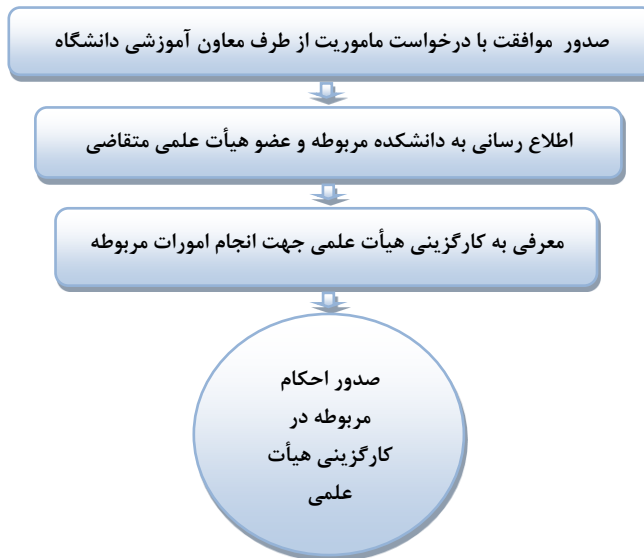 صدور موافقت با درخواست ماموریت از طرف معاون آموزشی دانشگاه
اطلاع رسانی به دانشکده مربوطه و عضو هیأت علمی متقاضی
معرفی به کارگزینی هیأت علمی جهت انجام امورات مربوطه
صدور احکام
مربوطه در
کارگزینی هیأت
علمی